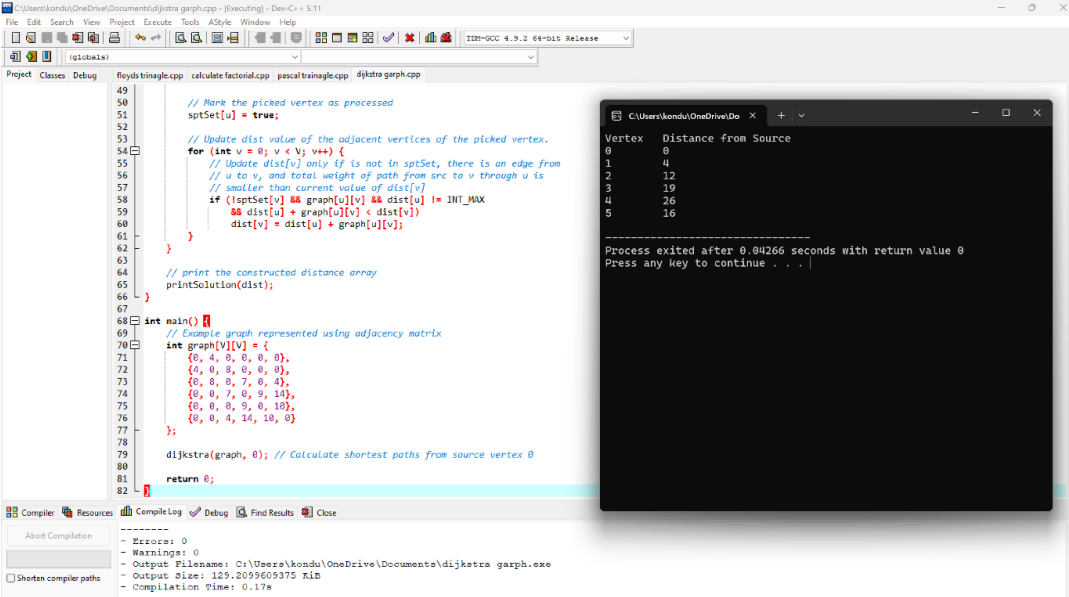 C:\Users\kondu\OneDrive\Documents\dijkstra garph.cpp - [Executing] - Dev-C++ 5.11
File Edit Search View Project Execute Tools AStyle Window Help
TDM-GCC 4.9.2 64-bit Release
(globals)
Project Classes Debug
floyds trinagle.cpp calculate factorial.cpp pascal trainagle.cpp dijkstra garph.cpp
49
50 // Mark the picked vertex as processed
51 sptSet[u] = true;
52
53 // Update dist value of the adjacent vertices of the picked vertex.
54 for (int v = 0; v < V; v++) {
55 // Update dist[v] only if is not in sptSet, there is an edge from
56 // u to v, and total weight of path from src to v through u is
57 // smaller than current value of dist[v]
58 if (!sptSet[v] && graph[u][v] && dist[u] != INT_MAX
59 && dist[u] + graph[u][v] < dist[v])
60 dist[v] = dist[u] + graph[u][v];
61 }
62 }
63
64 // print the constructed distance array
65 printSolution(dist);
66 }
67
68 int main() {
69 // Example graph represented using adjacency matrix
70 int graph[V][V] = {
71 {0, 4, 0, 0, 0, 0},
72 {4, 0, 8, 0, 0, 0},
73 {0, 8, 0, 7, 0, 4},
74 {0, 0, 7, 0, 9, 14},
75 {0, 0, 0, 9, 0, 10},
76 {0, 0, 4, 14, 10, 0}
77 };
78
79 dijkstra(graph, 0); // Calculate shortest paths from source vertex 0
80
81 return 0;
82 }
C:\Users\kondu\OneDrive\Do
Vertex Distance from Source
0 0
1 4
2 12
3 19
4 26
5 16
--------------------------------
Process exited after 0.04266 seconds with return value 0
Press any key to continue . . .
Compiler Resources Compile Log Debug Find Results Close
Abort Compilation
Shorten compiler paths
--------
- Errors: 0
- Warnings: 0
- Output Filename: C:\Users\kondu\OneDrive\Documents\dijkstra garph.exe
- Output Size: 129.2099609375 KiB
- Compilation Time: 0.17s